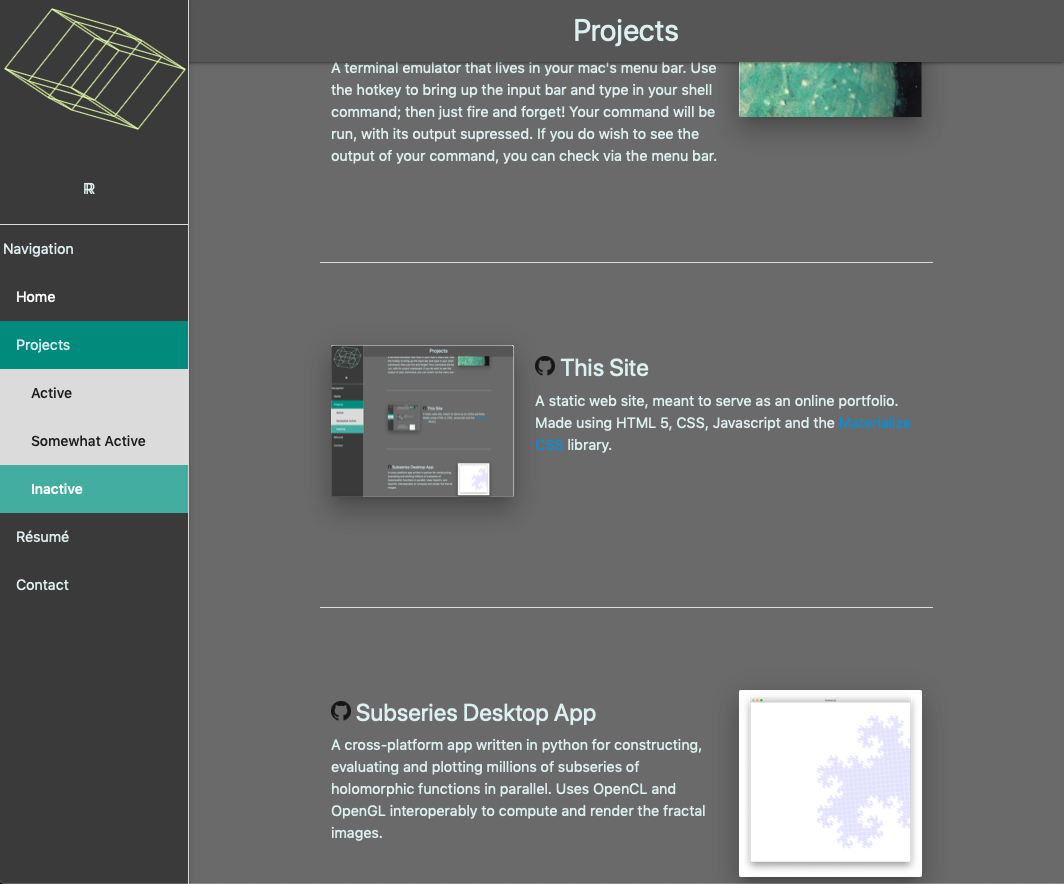 Projects
ℝ
Navigation
Home
Projects
Active
Somewhat Active
Inactive
Résumé
Contact
A terminal emulator that lives in your mac's menu bar. Use
the hotkey to bring up the input bar and type in your shell
command; then just fire and forget! Your command will be
run, with its output supressed. If you do wish to see the
output of your command, you can check via the menu bar.
Projects
This Site
Subseries Desktop App
This Site
A static web site, meant to serve as an online portfolio.
Made using HTML 5, CSS, Javascript and the Materialize
CSS library.
Subseries Desktop App
A cross-platform app written in python for constructing,
evaluating and plotting millions of subseries of
holomorphic functions in parallel. Uses OpenCL and
OpenGL interoperably to compute and render the fractal
images.